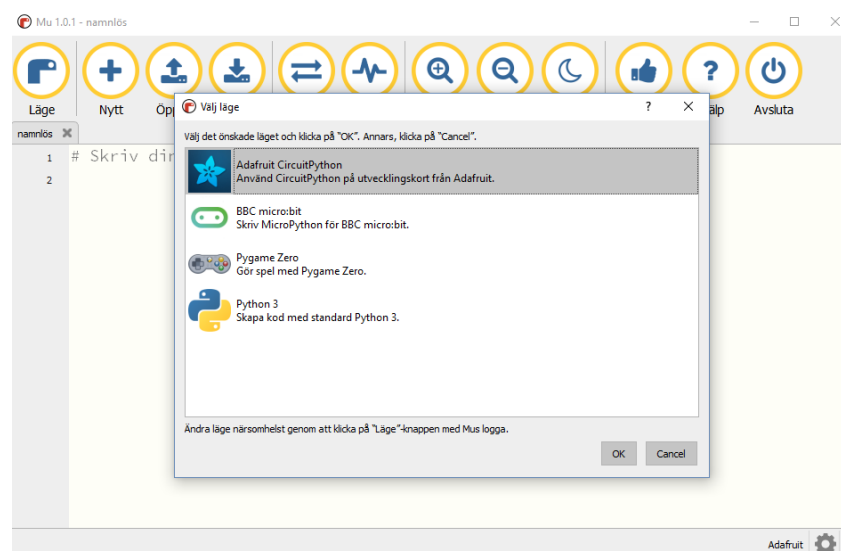 Mu 1.0.1 - namnlös
Läge
Nytt
Öp
älp
Avsluta
namnlös
1 # Skriv dir
2
Välj läge
?
Välj det önskade läget och klicka på "OK". Annars, klicka på "Cancel".
Adafruit CircuitPython
Använd CircuitPython på utvecklingskort från Adafruit.
BBC micro:bit
Skriv MicroPython för BBC micro:bit.
Pygame Zero
Gör spel med Pygame Zero.
Python 3
Skapa kod med standard Python 3.
Ändra läge närsomhelst genom att klicka på "Läge"-knappen med Mus logga.
OK
Cancel
Adafruit